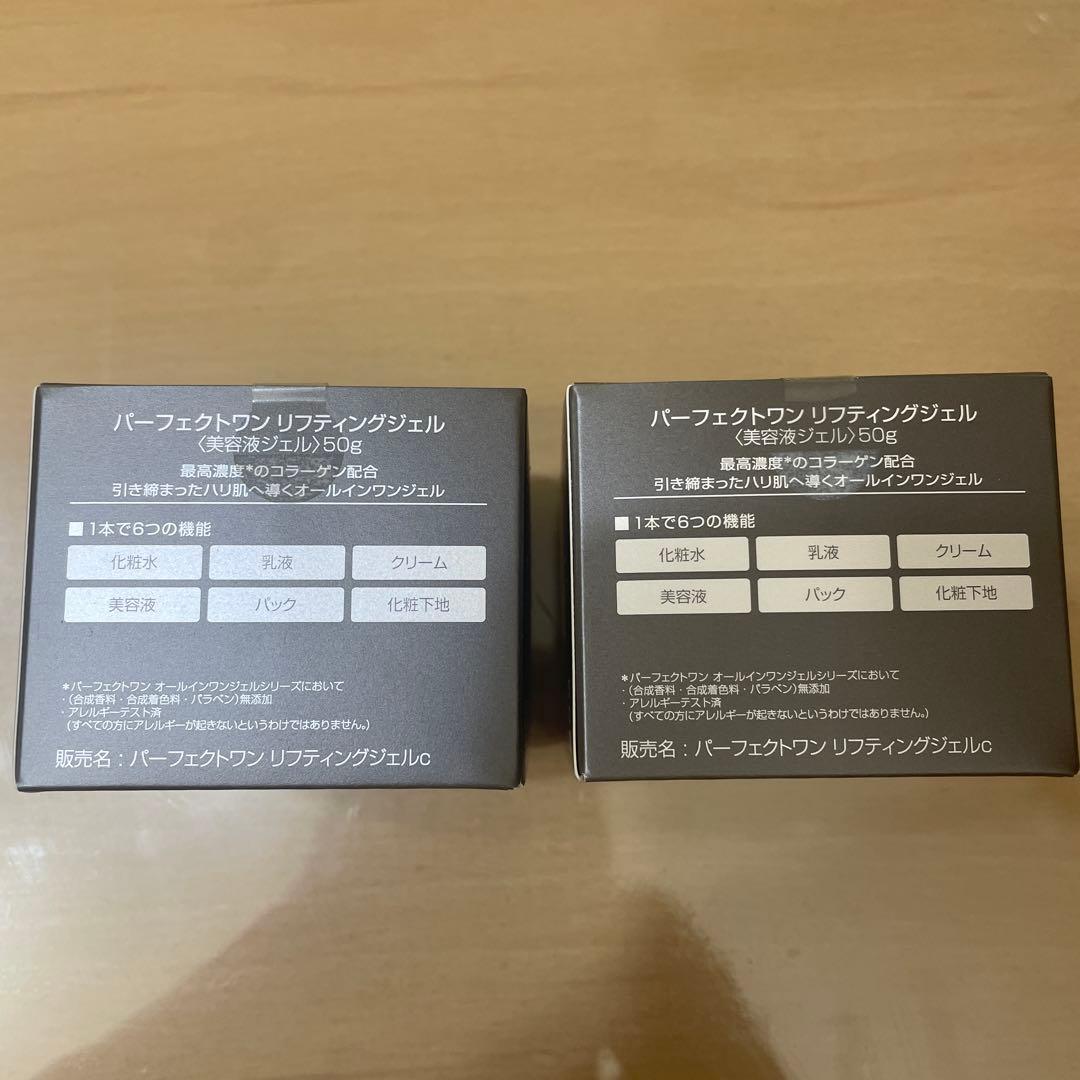 パーフェクトワン リフティングジェル
〈美容液ジェル〉50g
最高濃度*のコラーゲン配合
引き締まったハリ肌へ導くオールインワンジェル
■1本で6つの機能
化粧水 乳液 クリーム
美容液 パック 化粧下地
*パーフェクトワン オールインワンジェルシリーズにおいて
・(合成香料・合成着色料・パラベン)無添加
・アレルギーテスト済
(すべての方にアレルギーが起きないというわけではありません。)
販売名：パーフェクトワン リフティングジェルc
パーフェクトワン リフティングジェル
〈美容液ジェル〉50g
最高濃度*のコラーゲン配合
引き締まったハリ肌へ導くオールインワンジェル
■1本で6つの機能
化粧水 乳液 クリーム
美容液 パック 化粧下地
*パーフェクトワン オールインワンジェルシリーズにおいて
・(合成香料・合成着色料・パラベン)無添加
・アレルギーテスト済
(すべての方にアレルギーが起きないというわけではありません。)
販売名：パーフェクトワン リフティングジェルc